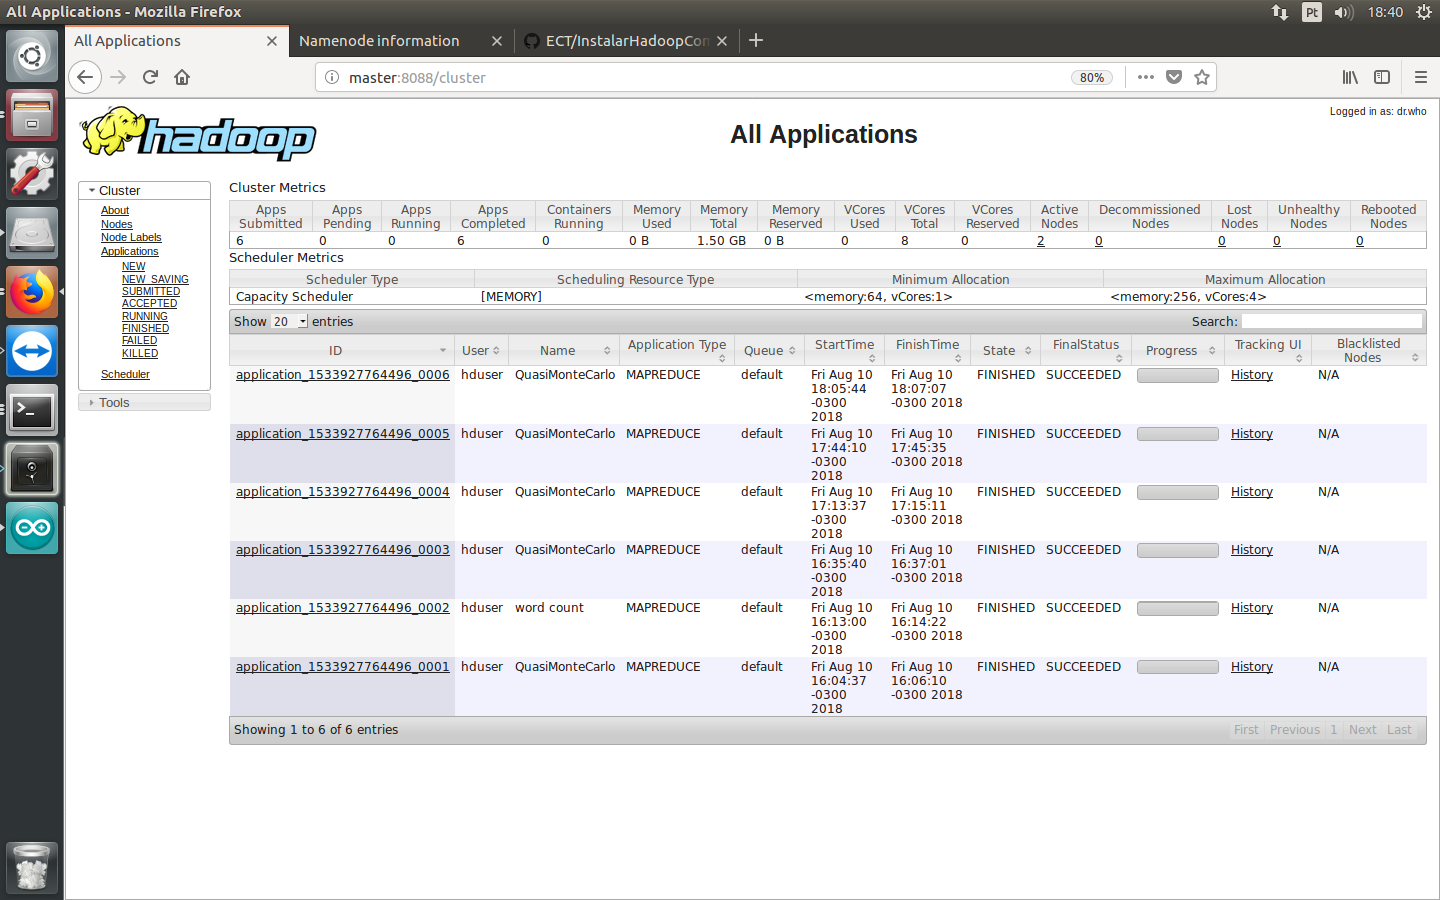 All Applications - Mozilla Firefox
Pt
18:40
All Applications
Namenode information
ECT/InstalarHadoopCon
master:8088/cluster
80%
hadoop
All Applications
Logged in as: dr.who
Cluster
About
Nodes
Node Labels
Applications
NEW
NEW_SAVING
SUBMITTED
ACCEPTED
RUNNING
FINISHED
FAILED
KILLED
Scheduler
Tools
Cluster Metrics
Apps Submitted Apps Pending Apps Running Apps Completed Containers Running Memory Used Memory Total Memory Reserved VCores Used VCores Total VCores Reserved Active Nodes Decommissioned Nodes Lost Nodes Unhealthy Nodes Rebooted Nodes
6 0 0 6 0 0 B 1.50 GB 0 B 0 8 0 2 0 0 0 0
Scheduler Metrics
Scheduler Type Scheduling Resource Type Minimum Allocation Maximum Allocation
Capacity Scheduler [MEMORY] <memory:64, vCores:1> <memory:256, vCores:4>
Show 20 entries Search:
ID User Name Application Type Queue StartTime FinishTime State FinalStatus Progress Tracking UI Blacklisted Nodes
application_1533927764496_0006 hduser QuasiMonteCarlo MAPREDUCE default Fri Aug 10 18:05:44 -0300 2018 Fri Aug 10 18:07:07 -0300 2018 FINISHED SUCCEEDED History N/A
application_1533927764496_0005 hduser QuasiMonteCarlo MAPREDUCE default Fri Aug 10 17:44:10 -0300 2018 Fri Aug 10 17:45:35 -0300 2018 FINISHED SUCCEEDED History N/A
application_1533927764496_0004 hduser QuasiMonteCarlo MAPREDUCE default Fri Aug 10 17:13:37 -0300 2018 Fri Aug 10 17:15:11 -0300 2018 FINISHED SUCCEEDED History N/A
application_1533927764496_0003 hduser QuasiMonteCarlo MAPREDUCE default Fri Aug 10 16:35:40 -0300 2018 Fri Aug 10 16:37:01 -0300 2018 FINISHED SUCCEEDED History N/A
application_1533927764496_0002 hduser word count MAPREDUCE default Fri Aug 10 16:13:00 -0300 2018 Fri Aug 10 16:14:22 -0300 2018 FINISHED SUCCEEDED History N/A
application_1533927764496_0001 hduser QuasiMonteCarlo MAPREDUCE default Fri Aug 10 16:04:37 -0300 2018 Fri Aug 10 16:06:10 -0300 2018 FINISHED SUCCEEDED History N/A
Showing 1 to 6 of 6 entries
First Previous 1 Next Last